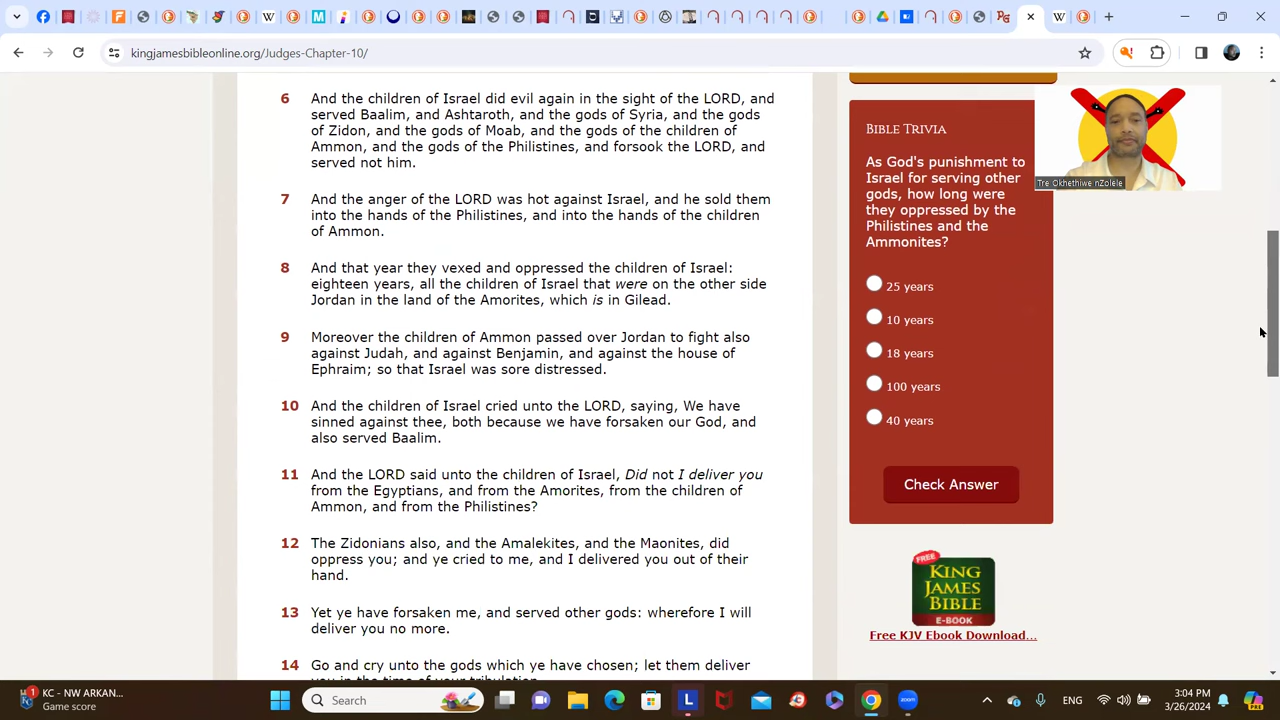 kingjamesbibleonline.org/Judges-Chapter-10/
6 And the children of Israel did evil again in the sight of the LORD, and
served Baalim, and Ashtaroth, and the gods of Syria, and the gods
of Zidon, and the gods of Moab, and the gods of the children of
Ammon, and the gods of the Philistines, and forsook the LORD, and
served not him.
7 And the anger of the LORD was hot against Israel, and he sold them
into the hands of the Philistines, and into the hands of the children
of Ammon.
8 And that year they vexed and oppressed the children of Israel:
eighteen years, all the children of Israel that were on the other side
Jordan in the land of the Amorites, which is in Gilead.
9 Moreover the children of Ammon passed over Jordan to fight also
against Judah, and against Benjamin, and against the house of
Ephraim; so that Israel was sore distressed.
10 And the children of Israel cried unto the LORD, saying, We have
sinned against thee, both because we have forsaken our God, and
also served Baalim.
11 And the LORD said unto the children of Israel, Did not I deliver you
from the Egyptians, and from the Amorites, from the children of
Ammon, and from the Philistines?
12 The Zidonians also, and the Amalekites, and the Maonites, did
oppress you; and ye cried to me, and I delivered you out of their
hand.
13 Yet ye have forsaken me, and served other gods: wherefore I will
deliver you no more.
14 Go and cry unto the gods which ye have chosen; let them deliver
you in the time of your tribulation.
BIBLE TRIVIA
As God's punishment to
Israel for serving other
gods, how long were
they oppressed by the
Philistines and the
Ammonites?
25 years
10 years
18 years
100 years
40 years
Check Answer
FREE
KING
JAMES
BIBLE
E-BOOK
Free KJV Ebook Download...
Tre: Okhethiwe nZolele
1
KC - NW ARKAN...
Game score
Search
ENG
3:04 PM
3/26/2024